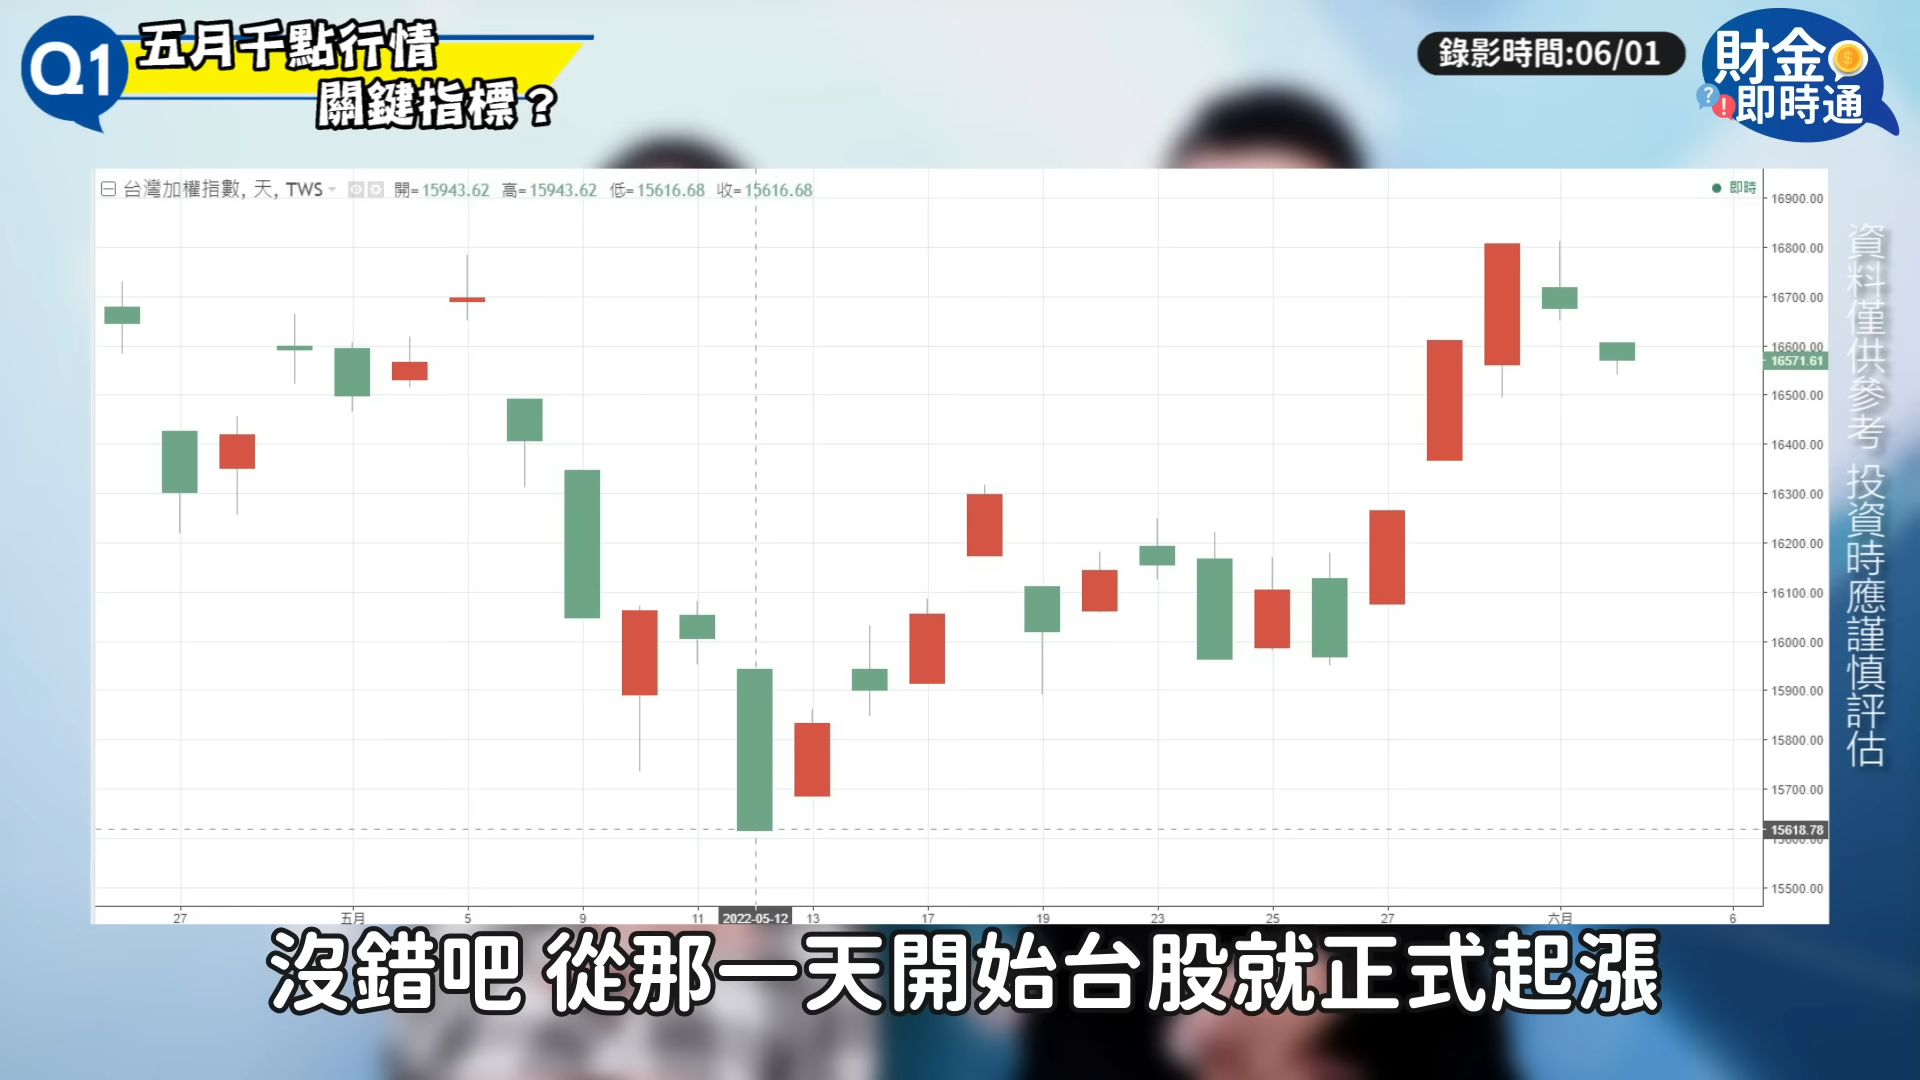 Q1
五月千點行情
關鍵指標？
錄影時間:06/01
財金
即時通
台灣加權指數, 天, TWS 開=15943.62 高=15943.62 低=15616.68 收=15616.68
即時
16900.00
16800.00
16700.00
16600.00
16571.61
16500.00
16400.00
16300.00
16200.00
16100.00
16000.00
15900.00
15800.00
15700.00
15618.78
15600.00
15500.00
27 五月 5 9 11 2022-05-12 13 17 19 23 25 27 六月 6
資料僅供參考 投資時應謹慎評估
沒錯吧 從那一天開始台股就正式起漲